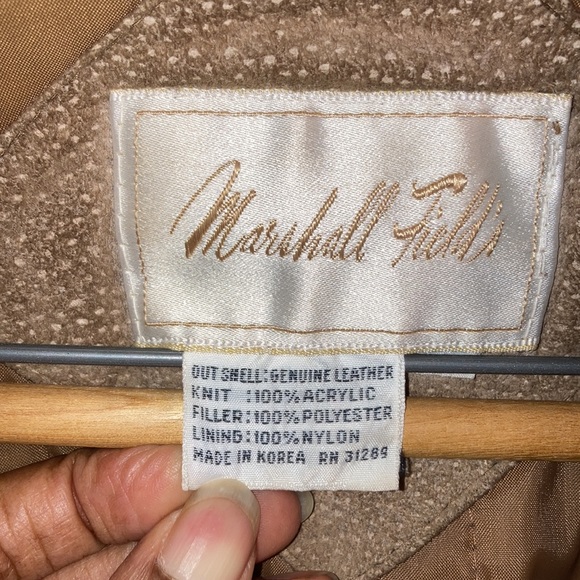 Marshall Field's
OUT SHELL:GENUINE LEATHER
KNIT :100%ACRYLIC
FILLER:100%POLYESTER
LINING:100%NYLON
MADE IN KOREA RN 31289